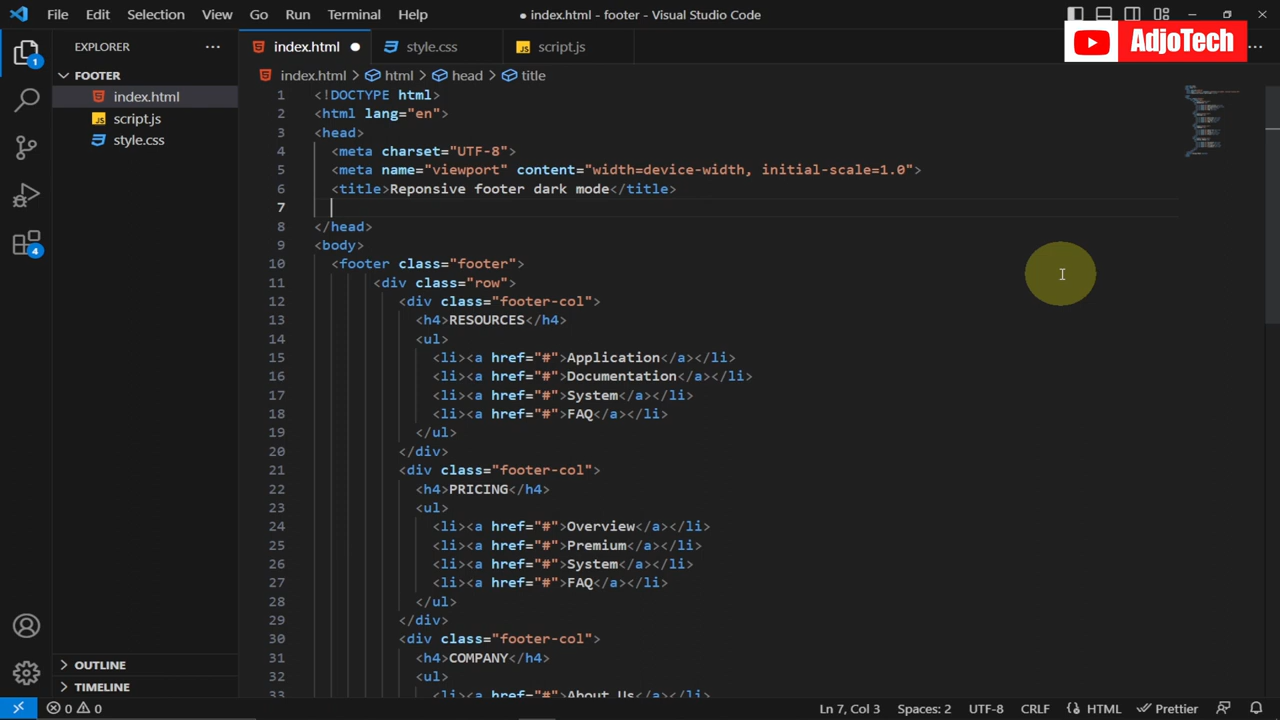 File Edit Selection View Go Run Terminal Help
● index.html - footer - Visual Studio Code
AdjoTech
EXPLORER ...
index.html ●
style.css
script.js
...
1
FOOTER
index.html
script.js
style.css
4
index.html > html > head > title
1 <!DOCTYPE html>
2 <html lang="en">
3 <head>
4 <meta charset="UTF-8">
5 <meta name="viewport" content="width=device-width, initial-scale=1.0">
6 <title>Reponsive footer dark mode</title>
7
8 </head>
9 <body>
10 <footer class="footer">
11 <div class="row">
12 <div class="footer-col">
13 <h4>RESOURCES</h4>
14 <ul>
15 <li><a href="#">Application</a></li>
16 <li><a href="#">Documentation</a></li>
17 <li><a href="#">System</a></li>
18 <li><a href="#">FAQ</a></li>
19 </ul>
20 </div>
21 <div class="footer-col">
22 <h4>PRICING</h4>
23 <ul>
24 <li><a href="#">Overview</a></li>
25 <li><a href="#">Premium</a></li>
26 <li><a href="#">System</a></li>
27 <li><a href="#">FAQ</a></li>
28 </ul>
29 </div>
30 <div class="footer-col">
31 <h4>COMPANY</h4>
32 <ul>
33 <li><a href="#">About Us</a></li>
OUTLINE
TIMELINE
0 0
Ln 7, Col 3 Spaces: 2 UTF-8 CRLF HTML Prettier